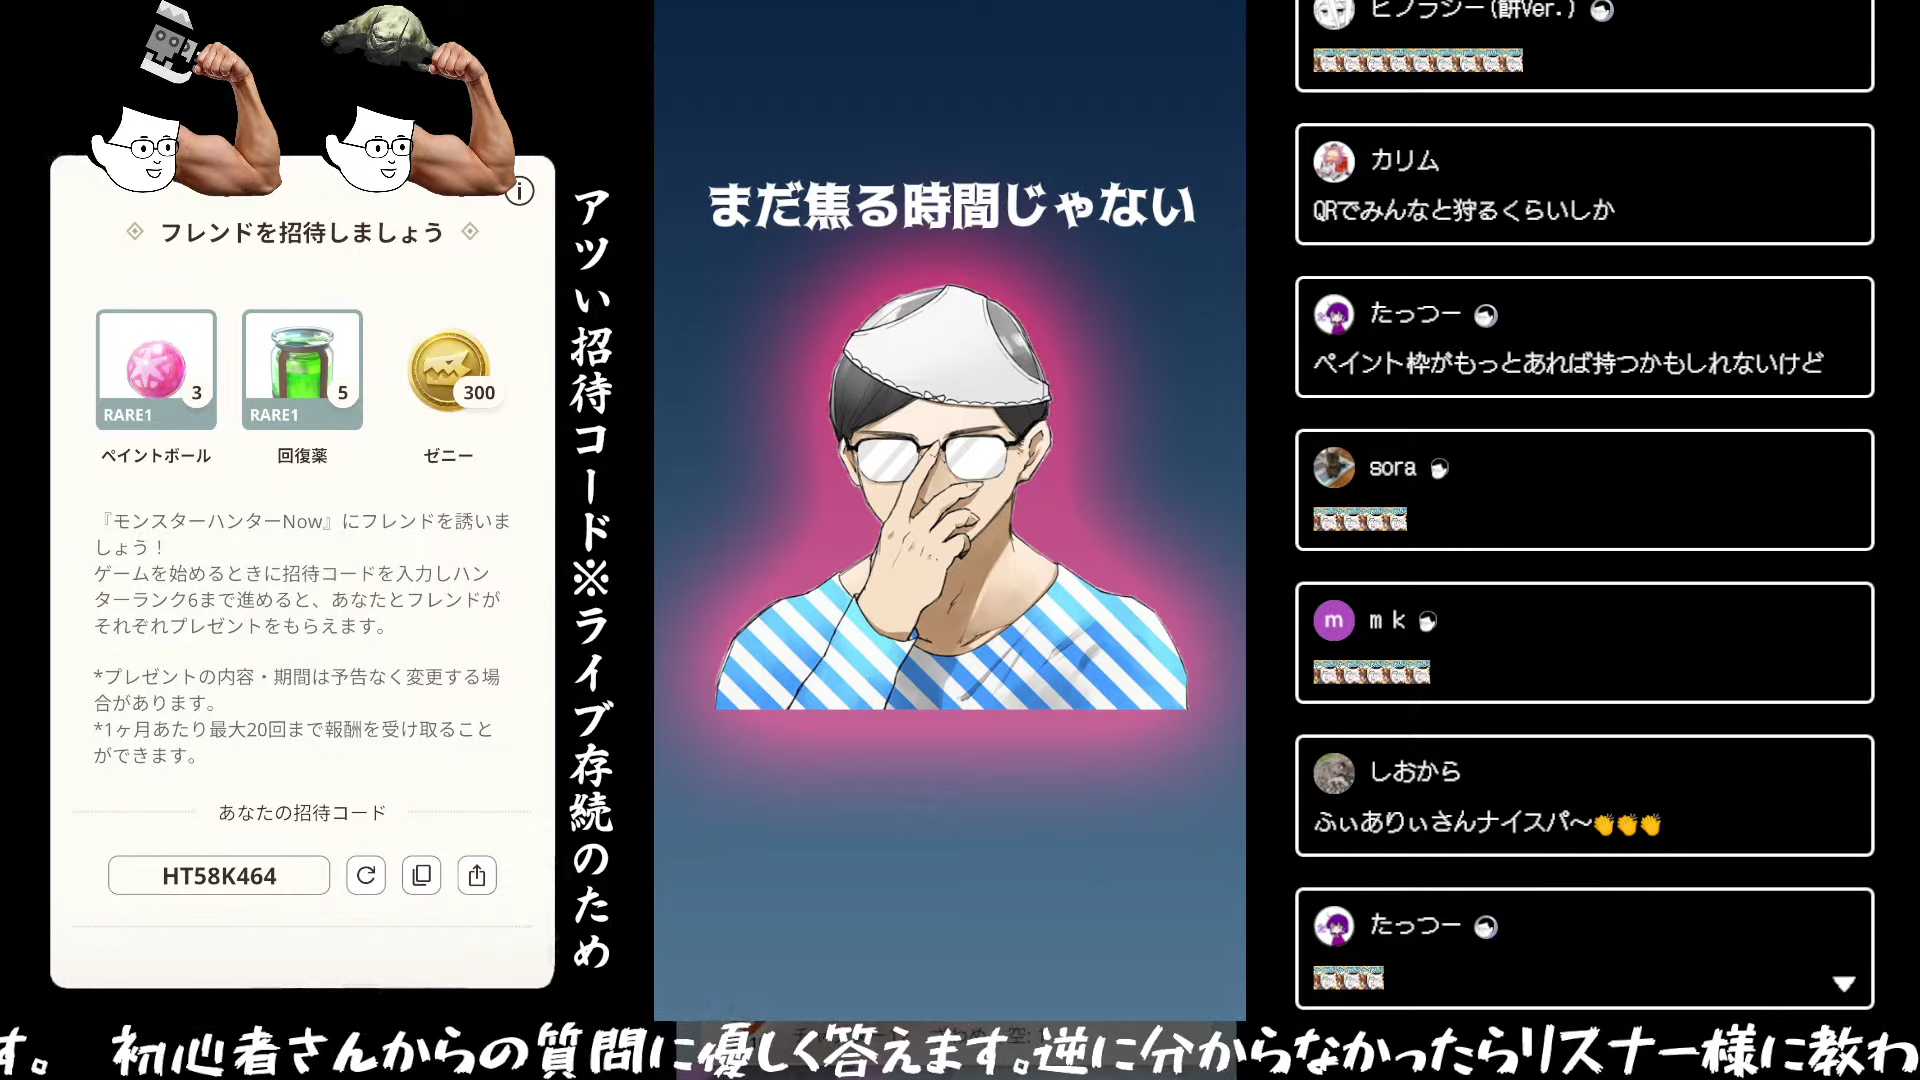 フレンドを招待しましょう
3
RARE1
ペイントボール
5
RARE1
回復薬
300
ゼニー
『モンスターハンターNow』にフレンドを誘いま
しょう！
ゲームを始めるときに招待コードを入力しハン
ターランク6まで進めると、あなたとフレンドが
それぞれプレゼントをもらえます。
*プレゼントの内容・期間は予告なく変更する場
合があります。
*1ヶ月あたり最大20回まで報酬を受け取ること
ができます。
あなたの招待コード
HT58K464
アツい招待コード※ライブ存続のため
まだ焦る時間じゃない
ヒノラシー(餅Ver.)
カリム
QRでみんなと狩るくらいしか
たっつー
ペイント枠がもっとあれば持つかもしれないけど
sora
m
m k
しおから
ふぃありぃさんナイスパ〜👏👏👏
たっつー
す。 初心者さんからの質問に優しく答えます。逆に分からなかったらリスナー様に教わ